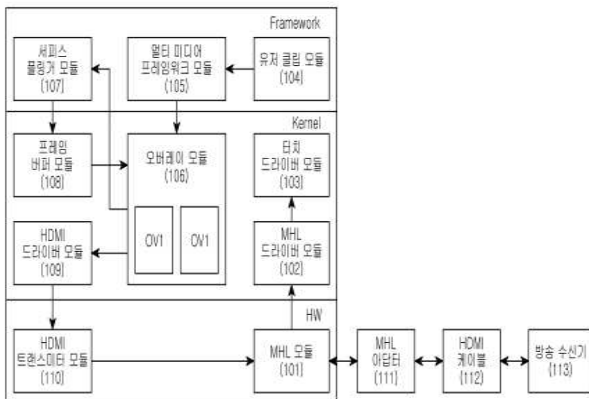 Framework
서피스
플링거 모듈
(107)
멀티 미디어
프레임워크 모듈
(105)
유저 클립 모듈
(104)
Kernel
프레임
버퍼 모듈
(108)
오버레이 모듈
(106)
터치
드라이버 모듈
(103)
OV1
OV1
HDMI
드라이버 모듈
(109)
MHL
드라이버 모듈
(102)
HW
HDMI
트랜스미터 모듈
(110)
MHL 모듈
(101)
MHL
아답터
(111)
HDMI
케이블
(112)
방송 수신기
(113)